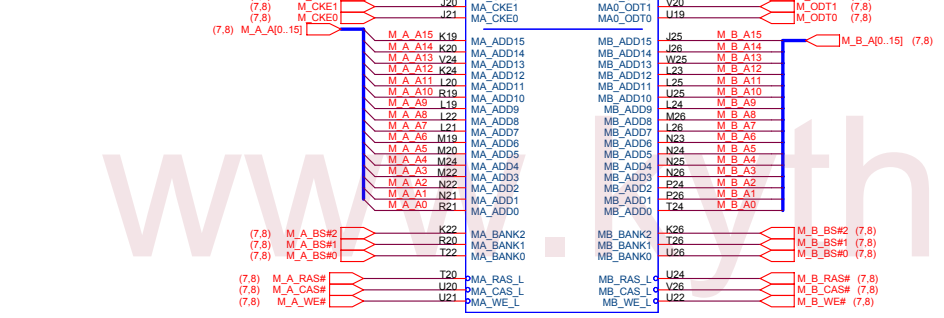 (7,8) M_CKE1 J20 MA_CKE1 MA0_ODT1 V20 M_ODT1 (7,8)
(7,8) M_CKE0 J21 MA_CKE0 MA0_ODT0 U19 M_ODT0 (7,8)
(7,8) M_A_A[0..15] M_B_A[0..15] (7,8)
M_A_A15 K19 MA_ADD15 MB_ADD15 J25 M_B_A15
M_A_A14 K20 MA_ADD14 MB_ADD14 J26 M_B_A14
M_A_A13 V24 MA_ADD13 MB_ADD13 W25 M_B_A13
M_A_A12 K24 MA_ADD12 MB_ADD12 L23 M_B_A12
M_A_A11 L20 MA_ADD11 MB_ADD11 L25 M_B_A11
M_A_A10 R19 MA_ADD10 MB_ADD10 U25 M_B_A10
M_A_A9 L19 MA_ADD9 MB_ADD9 L24 M_B_A9
M_A_A8 L22 MA_ADD8 MB_ADD8 M26 M_B_A8
M_A_A7 L21 MA_ADD7 MB_ADD7 L26 M_B_A7
M_A_A6 M19 MA_ADD6 MB_ADD6 N23 M_B_A6
M_A_A5 M20 MA_ADD5 MB_ADD5 N24 M_B_A5
M_A_A4 M24 MA_ADD4 MB_ADD4 N25 M_B_A4
M_A_A3 M22 MA_ADD3 MB_ADD3 N26 M_B_A3
M_A_A2 N22 MA_ADD2 MB_ADD2 P24 M_B_A2
M_A_A1 N21 MA_ADD1 MB_ADD1 P26 M_B_A1
M_A_A0 R21 MA_ADD0 MB_ADD0 T24 M_B_A0
www.kyth
(7,8) M_A_BS#2 K22 MA_BANK2 MB_BANK2 K26 M_B_BS#2 (7,8)
(7,8) M_A_BS#1 R20 MA_BANK1 MB_BANK1 T26 M_B_BS#1 (7,8)
(7,8) M_A_BS#0 T22 MA_BANK0 MB_BANK0 U26 M_B_BS#0 (7,8)
(7,8) M_A_RAS# T20 MA_RAS_L MB_RAS_L U24 M_B_RAS# (7,8)
(7,8) M_A_CAS# U20 MA_CAS_L MB_CAS_L V26 M_B_CAS# (7,8)
(7,8) M_A_WE# U21 MA_WE_L MB_WE_L U22 M_B_WE# (7,8)